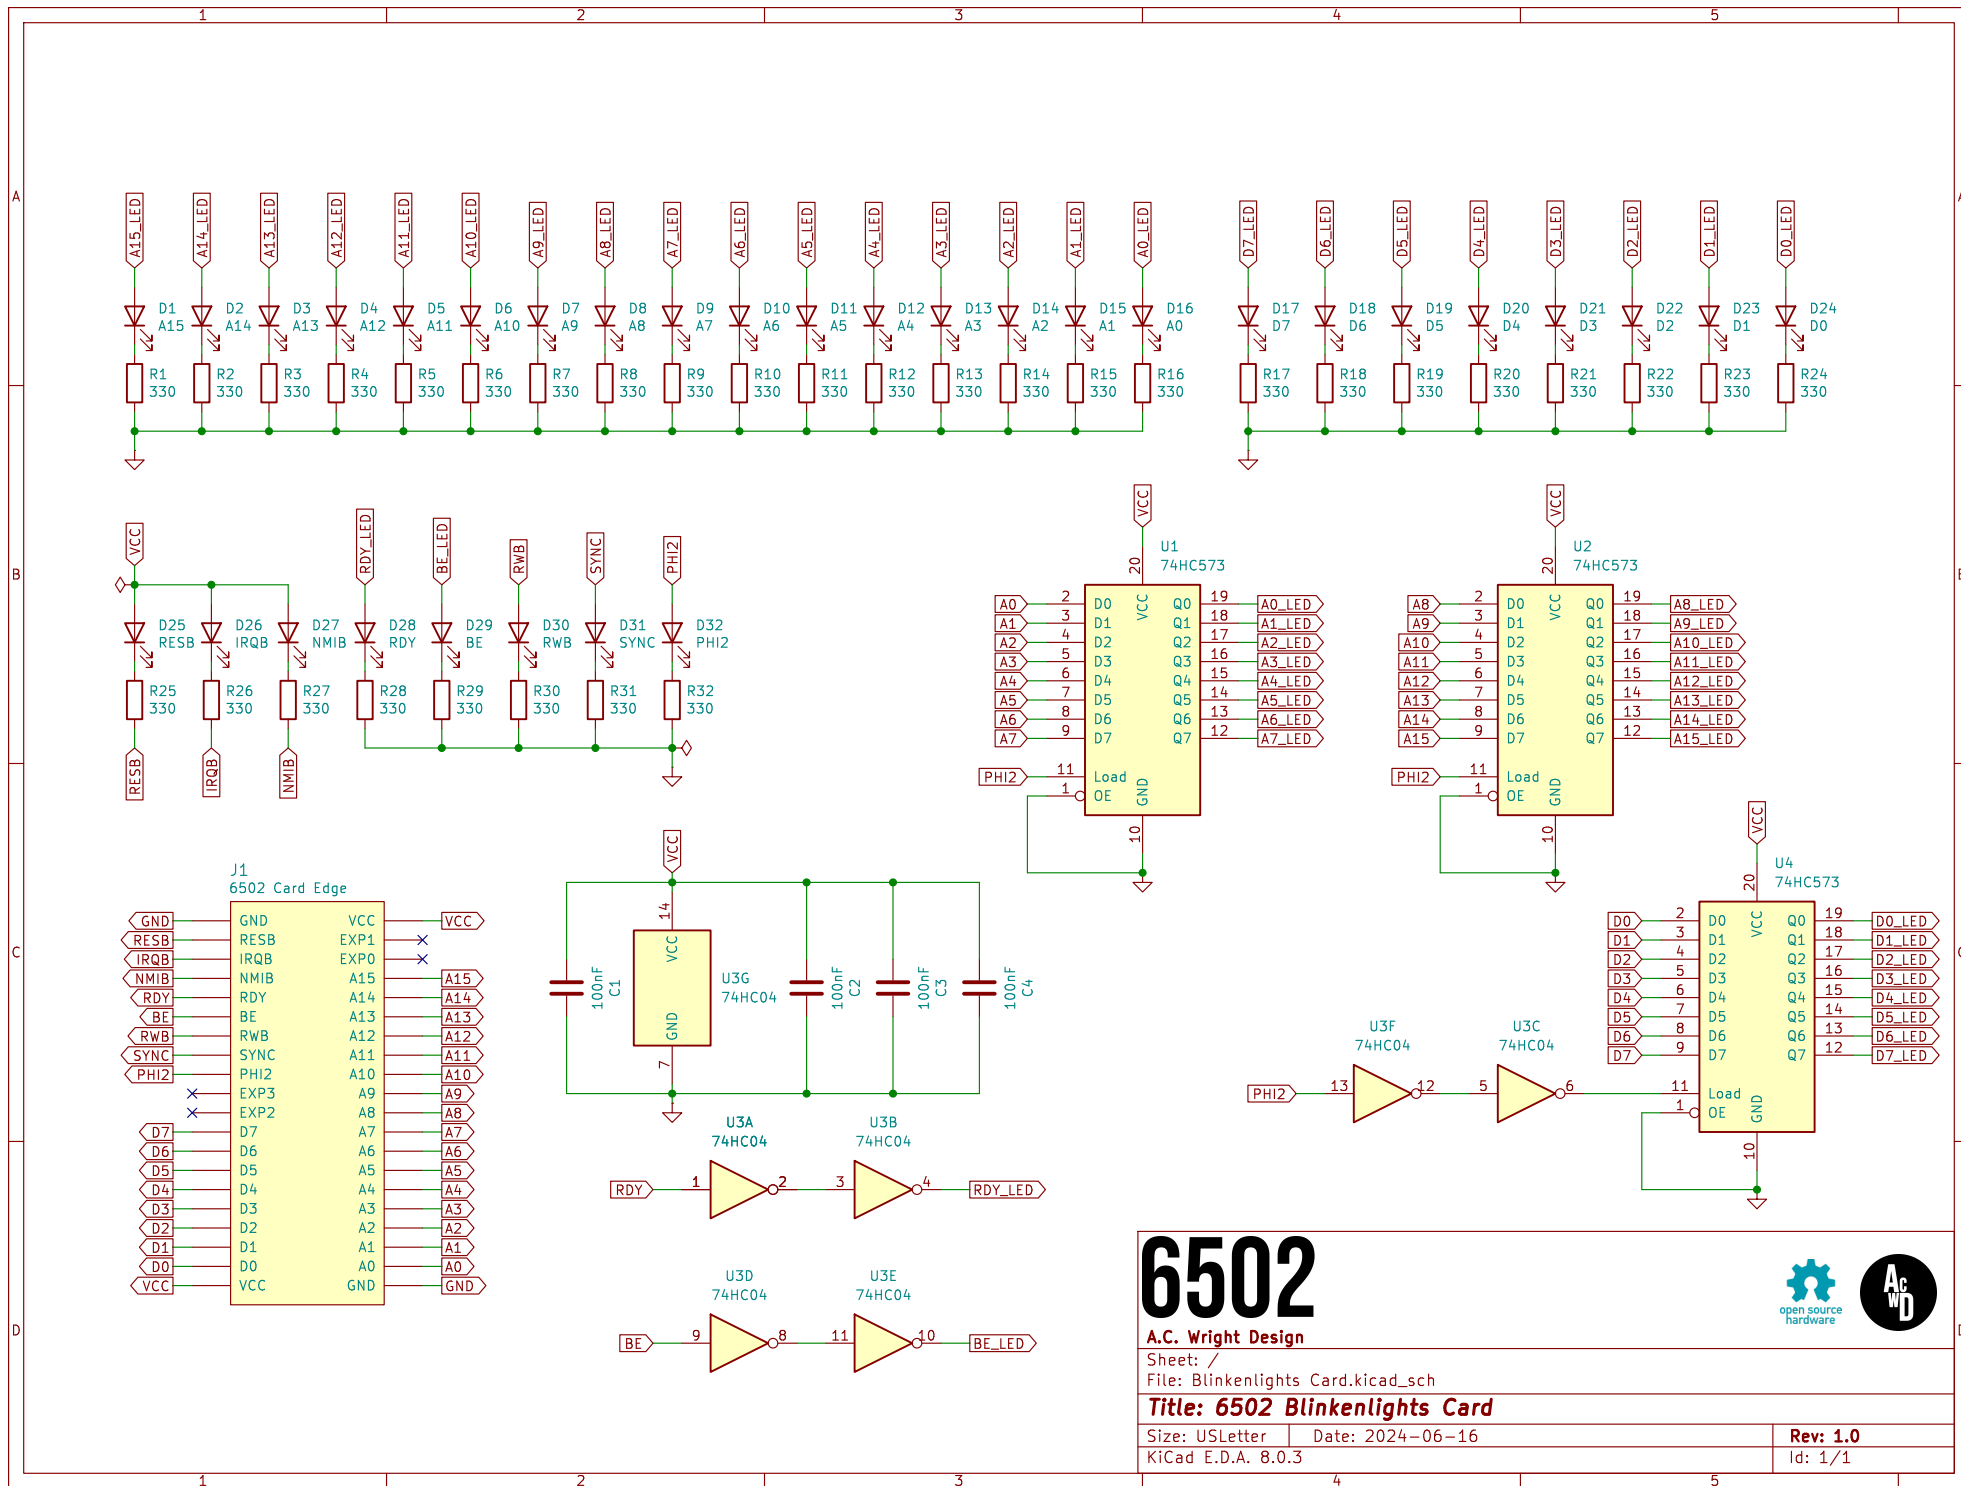 1 2 3 4 5
A
A15_LED A14_LED A13_LED A12_LED A11_LED A10_LED A9_LED A8_LED A7_LED A6_LED A5_LED A4_LED A3_LED A2_LED A1_LED A0_LED D7_LED D6_LED D5_LED D4_LED D3_LED D2_LED D1_LED D0_LED
D1 D2 D3 D4 D5 D6 D7 D8 D9 D10 D11 D12 D13 D14 D15 D16 D17 D18 D19 D20 D21 D22 D23 D24
A15 A14 A13 A12 A11 A10 A9 A8 A7 A6 A5 A4 A3 A2 A1 A0 D7 D6 D5 D4 D3 D2 D1 D0
R1 R2 R3 R4 R5 R6 R7 R8 R9 R10 R11 R12 R13 R14 R15 R16 R17 R18 R19 R20 R21 R22 R23 R24
330 330 330 330 330 330 330 330 330 330 330 330 330 330 330 330 330 330 330 330 330 330 330 330
B
VCC RDY_LED BE_LED RWB SYNC PHI2
D25 D26 D27 D28 D29 D30 D31 D32
RESB IRQB NMIB RDY BE RWB SYNC PHI2
R25 R26 R27 R28 R29 R30 R31 R32
330 330 330 330 330 330 330 330
RESB IRQB NMIB
VCC
U1
74HC573
20 VCC
A0 2 D0 Q0 19 A0_LED
A1 3 D1 Q1 18 A1_LED
A2 4 D2 Q2 17 A2_LED
A3 5 D3 Q3 16 A3_LED
A4 6 D4 Q4 15 A4_LED
A5 7 D5 Q5 14 A5_LED
A6 8 D6 Q6 13 A6_LED
A7 9 D7 Q7 12 A7_LED
PHI2 11 Load
1 OE GND
10
VCC
U2
74HC573
20 VCC
A8 2 D0 Q0 19 A8_LED
A9 3 D1 Q1 18 A9_LED
A10 4 D2 Q2 17 A10_LED
A11 5 D3 Q3 16 A11_LED
A12 6 D4 Q4 15 A12_LED
A13 7 D5 Q5 14 A13_LED
A14 8 D6 Q6 13 A14_LED
A15 9 D7 Q7 12 A15_LED
PHI2 11 Load
1 OE GND
10
C
J1
6502 Card Edge
GND GND VCC VCC
RESB RESB EXP1
IRQB IRQB EXP0
NMIB NMIB A15 A15
RDY RDY A14 A14
BE BE A13 A13
RWB RWB A12 A12
SYNC SYNC A11 A11
PHI2 PHI2 A10 A10
EXP3 A9 A9
EXP2 A8 A8
D7 D7 A7 A7
D6 D6 A6 A6
D5 D5 A5 A5
D4 D4 A4 A4
D3 D3 A3 A3
D2 D2 A2 A2
D1 D1 A1 A1
D0 D0 A0 A0
VCC VCC GND GND
VCC
14 VCC
100nF C1
U3G
74HC04
GND 7
100nF C2
100nF C3
100nF C4
VCC
U4
74HC573
20 VCC
D0 2 D0 Q0 19 D0_LED
D1 3 D1 Q1 18 D1_LED
D2 4 D2 Q2 17 D2_LED
D3 5 D3 Q3 16 D3_LED
D4 6 D4 Q4 15 D4_LED
D5 7 D5 Q5 14 D5_LED
D6 8 D6 Q6 13 D6_LED
D7 9 D7 Q7 12 D7_LED
11 Load
1 OE GND
10
U3F U3C
74HC04 74HC04
PHI2 13 12 5 6
U3A U3B
74HC04 74HC04
RDY 1 2 3 4 RDY_LED
D
U3D U3E
74HC04 74HC04
BE 9 8 11 10 BE_LED
6502
open source
hardware
ACWD
A.C. Wright Design
Sheet: /
File: Blinkenlights Card.kicad_sch
Title: 6502 Blinkenlights Card
Size: USLetter Date: 2024-06-16 Rev: 1.0
KiCad E.D.A. 8.0.3 Id: 1/1
1 2 3 4 5